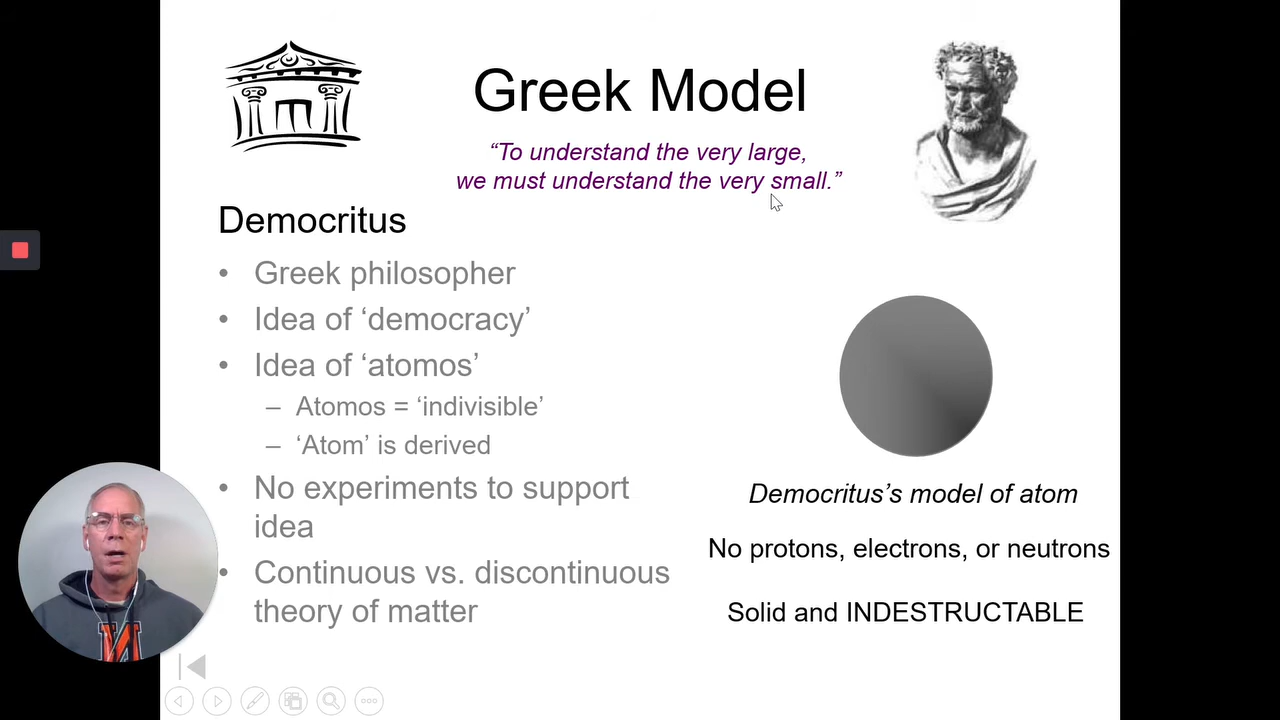 Greek Model
“To understand the very large,
we must understand the very small.”
Democritus
• Greek philosopher
• Idea of ‘democracy’
• Idea of ‘atomos’
– Atomos = ‘indivisible’
– ‘Atom’ is derived
• No experiments to support
idea
• Continuous vs. discontinuous
theory of matter
Democritus’s model of atom
No protons, electrons, or neutrons
Solid and INDESTRUCTABLE